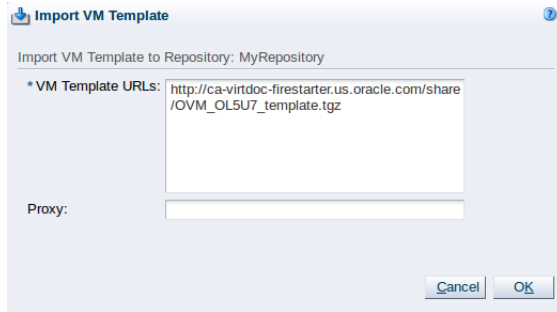 Import VM Template
Import VM Template to Repository: MyRepository
* VM Template URLs:
http://ca-virtdoc-firestarter.us.oracle.com/share
/OVM_OL5U7_template.tgz
Proxy:
Cancel OK